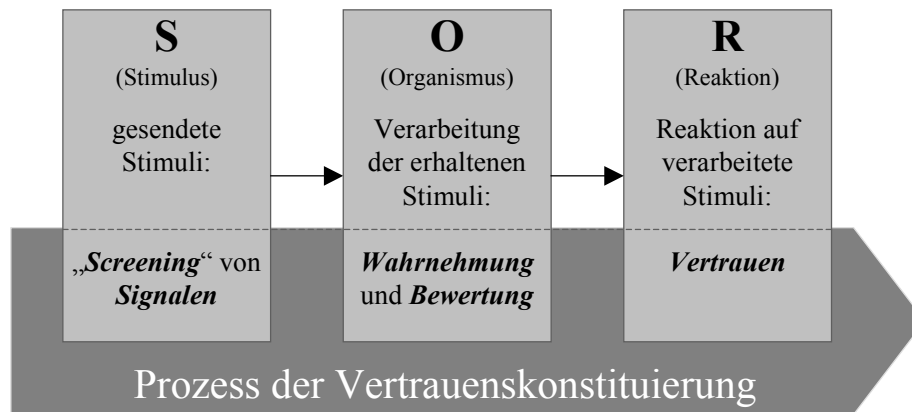 S
(Stimulus)
gesendete
Stimuli:
„Screening“ von
Signalen
O
(Organismus)
Verarbeitung
der erhaltenen
Stimuli:
Wahrnehmung
und Bewertung
R
(Reaktion)
Reaktion auf
verarbeitete
Stimuli:
Vertrauen
Prozess der Vertrauenskonstituierung